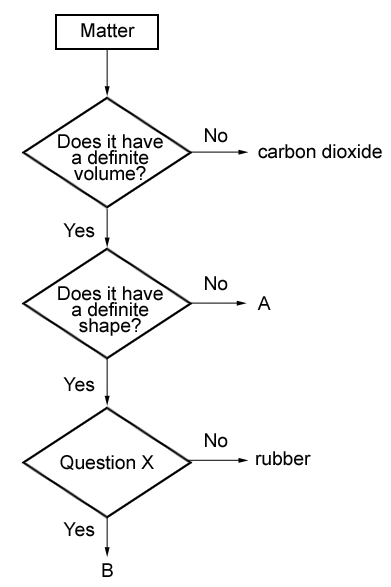 Matter
Does it have
a definite
volume?
No
carbon dioxide
Yes
Does it have
a definite
shape?
No
A
Yes
Question X
No
rubber
Yes
B